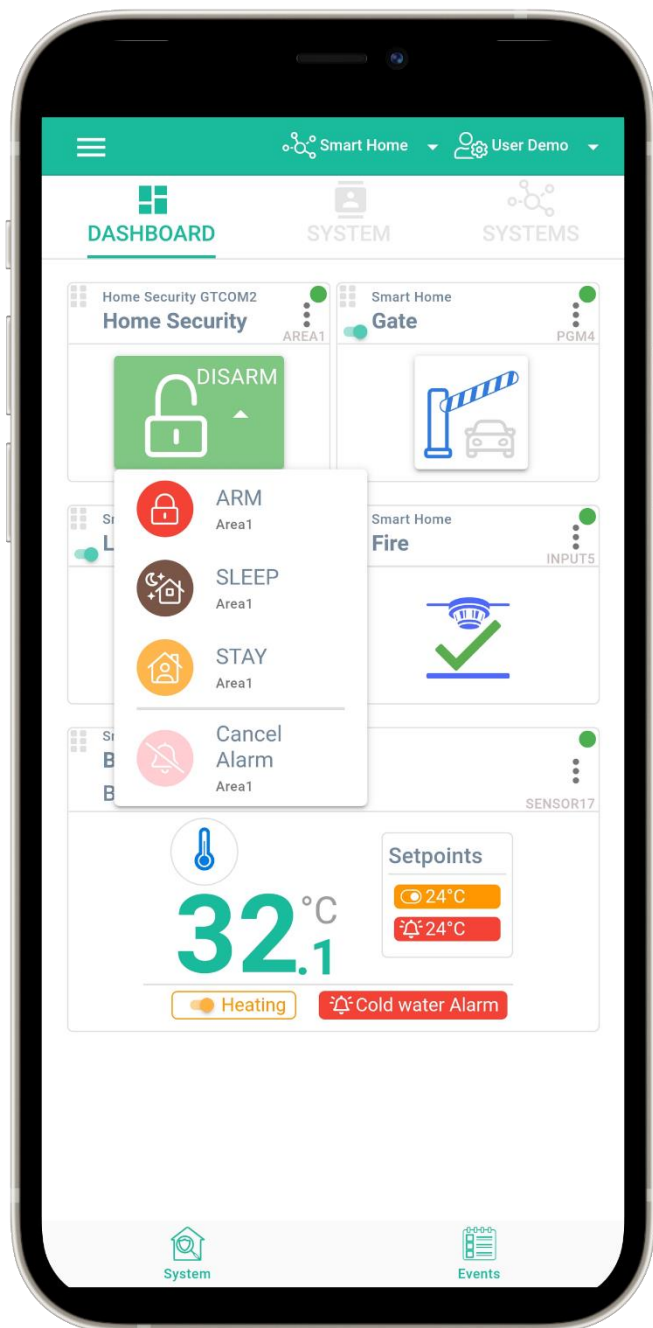 Smart Home
User Demo
DASHBOARD
SYSTEM
SYSTEMS
Home Security GTCOM2
Home Security
AREA1
Smart Home
Gate
PGM4
DISARM
ARM
Area1
SLEEP
Area1
STAY
Area1
Cancel
Alarm
Area1
Smart Home
Fire
INPUT5
SENSOR17
32.1 °C
Setpoints
24°C
24°C
Heating
Cold water Alarm
System
Events